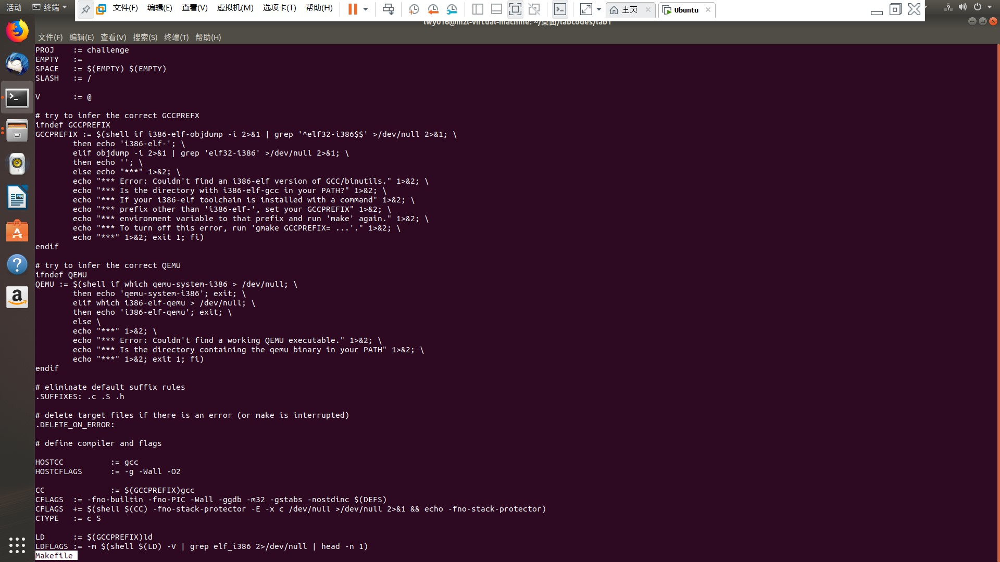 活动
终端
文件(F) 编辑(E) 查看(V) 虚拟机(M) 选项卡(T) 帮助(H)
主页
Ubuntu
lwy016@mzl-virtual-machine: ~/桌面/labcodes/lab1
文件(F) 编辑(E) 查看(V) 搜索(S) 终端(T) 帮助(H)
PROJ    := challenge
EMPTY   :=
SPACE   := $(EMPTY) $(EMPTY)
SLASH   := /
V       := @
# try to infer the correct GCCPREFX
ifndef GCCPREFIX
GCCPREFIX := $(shell if i386-elf-objdump -i 2>&1 | grep '^elf32-i386$$' >/dev/null 2>&1; \
        then echo 'i386-elf-'; \
        elif objdump -i 2>&1 | grep 'elf32-i386' >/dev/null 2>&1; \
        then echo ''; \
        else echo "***" 1>&2; \
        echo "*** Error: Couldn't find an i386-elf version of GCC/binutils." 1>&2; \
        echo "*** Is the directory with i386-elf-gcc in your PATH?" 1>&2; \
        echo "*** If your i386-elf toolchain is installed with a command" 1>&2; \
        echo "*** prefix other than 'i386-elf-', set your GCCPREFIX" 1>&2; \
        echo "*** environment variable to that prefix and run 'make' again." 1>&2; \
        echo "*** To turn off this error, run 'gmake GCCPREFIX= ...'." 1>&2; \
        echo "***" 1>&2; exit 1; fi)
endif
# try to infer the correct QEMU
ifndef QEMU
QEMU := $(shell if which qemu-system-i386 > /dev/null; \
        then echo 'qemu-system-i386'; exit; \
        elif which i386-elf-qemu > /dev/null; \
        then echo 'i386-elf-qemu'; exit; \
        else \
        echo "***" 1>&2; \
        echo "*** Error: Couldn't find a working QEMU executable." 1>&2; \
        echo "*** Is the directory containing the qemu binary in your PATH" 1>&2; \
        echo "***" 1>&2; exit 1; fi)
endif
# eliminate default suffix rules
.SUFFIXES: .c .S .h
# delete target files if there is an error (or make is interrupted)
.DELETE_ON_ERROR:
# define compiler and flags
HOSTCC          := gcc
HOSTCFLAGS      := -g -Wall -O2
CC              := $(GCCPREFIX)gcc
CFLAGS  := -fno-builtin -fno-PIC -Wall -ggdb -m32 -gstabs -nostdinc $(DEFS)
CFLAGS  += $(shell $(CC) -fno-stack-protector -E -x c /dev/null >/dev/null 2>&1 && echo -fno-stack-protector)
CTYPE   := c S
LD      := $(GCCPREFIX)ld
LDFLAGS := -m $(shell $(LD) -V | grep elf_i386 2>/dev/null | head -n 1)
Makefile